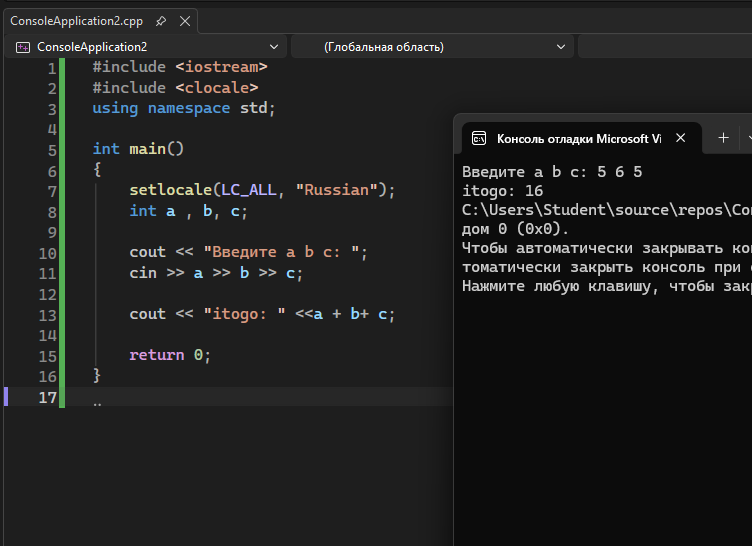 ConsoleApplication2.cpp
ConsoleApplication2 (Глобальная область)
1 #include <iostream>
2 #include <clocale>
3 using namespace std;
4
5 int main()
6 {
7 setlocale(LC_ALL, "Russian");
8 int a , b, c;
9
10 cout << "Введите a b c: ";
11 cin >> a >> b >> c;
12
13 cout << "itogo: " <<a + b+ c;
14
15 return 0;
16 }
17
Консоль отладки Microsoft Vi
Введите a b c: 5 6 5
itogo: 16
C:\Users\Student\source\repos\Co
дом 0 (0x0).
Чтобы автоматически закрывать ко
томатически закрыть консоль при
Нажмите любую клавишу, чтобы зак